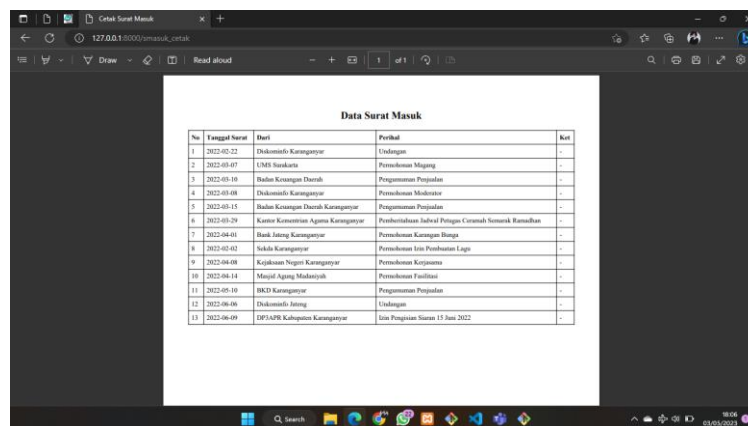 Cetak Surat Masuk
127.0.0.1:8000/smasuk_cetak
Draw Read aloud 1 of 1
Data Surat Masuk
No Tanggal Surat Dari Perihal Ket
1 2022-02-22 Diskominfo Karanganyar Undangan -
2 2022-03-07 UMS Surakarta Permohonan Magang -
3 2022-03-10 Badan Keuangan Daerah Pengumuman Penjualan -
4 2022-03-08 Diskominfo Karanganyar Permohonan Moderator -
5 2022-03-15 Badan Keuangan Daerah Karanganyar Pengumuman Penjualan -
6 2022-03-29 Kantor Kementrian Agama Karanganyar Pemberitahuan Jadwal Petugas Ceramah Semarak Ramadhan -
7 2022-04-01 Bank Jateng Karanganyar Permohonan Karangan Bunga -
8 2022-02-02 Sekda Karanganyar Permohonan Izin Pembuatan Lagu -
9 2022-04-08 Kejaksaan Negeri Karanganyar Permohonan Kerjasama -
10 2022-04-14 Masjid Agung Madaniyah Permohonan Fasilitasi -
11 2022-05-10 BKD Karanganyar Pengumuman Penjualan -
12 2022-06-06 Diskominfo Jateng Undangan -
13 2022-06-09 DP3APR Kabupaten Karanganyar Izin Pengisian Siaran 15 Juni 2022 -
Search
18:06
03/05/2023